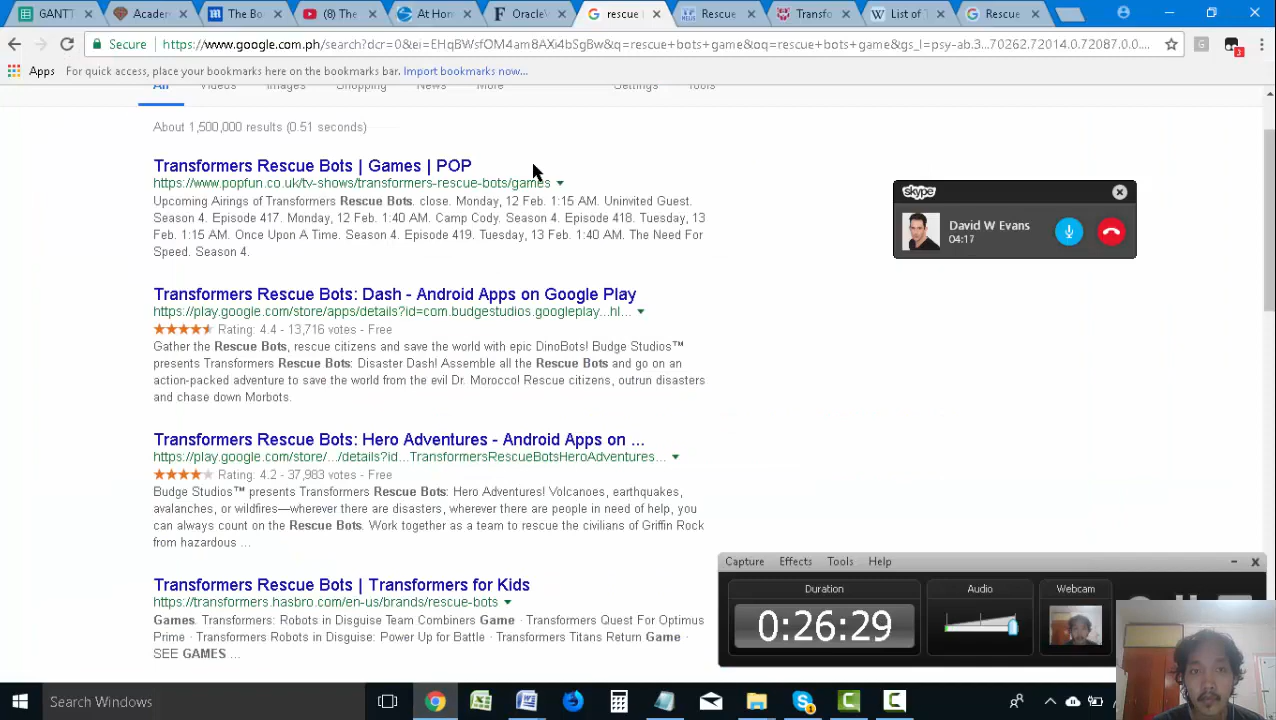 GANTT
Academ
The Bo
(8) The
At Hom
Oracle\
rescue
Rescue
Transfo
List of T
Rescue
Secure https://www.google.com.ph/search?dcr=0&ei=EHqBWsfOM4am8AXi4bSgBw&q=rescue+bots+game&oq=rescue+bots+game&gs_l=psy-ab.3...70262.72014.0.72087.0.0....
3
Apps For quick access, place your bookmarks here on the bookmarks bar. Import bookmarks now...
All Videos Images Shopping News More Settings Tools
About 1,500,000 results (0.51 seconds)
Transformers Rescue Bots | Games | POP
https://www.popfun.co.uk/tv-shows/transformers-rescue-bots/games
Upcoming Airings of Transformers Rescue Bots. close. Monday, 12 Feb. 1:15 AM. Uninvited Guest.
Season 4. Episode 417. Monday, 12 Feb. 1:40 AM. Camp Cody. Season 4. Episode 418. Tuesday, 13
Feb. 1:15 AM. Once Upon A Time. Season 4. Episode 419. Tuesday, 13 Feb. 1:40 AM. The Need For
Speed. Season 4.
skype
David W Evans
04:17
Transformers Rescue Bots: Dash - Android Apps on Google Play
https://play.google.com/store/apps/details?id=com.budgestudios.googleplay...hl...
Rating: 4.4 - 13,716 votes - Free
Gather the Rescue Bots, rescue citizens and save the world with epic DinoBots! Budge Studios™
presents Transformers Rescue Bots: Disaster Dash! Assemble all the Rescue Bots and go on an
action-packed adventure to save the world from the evil Dr. Morocco! Rescue citizens, outrun disasters
and chase down Morbots.
Transformers Rescue Bots: Hero Adventures - Android Apps on ...
https://play.google.com/store/.../details?id...TransformersRescueBotsHeroAdventures...
Rating: 4.2 - 37,983 votes - Free
Budge Studios™ presents Transformers Rescue Bots: Hero Adventures! Volcanoes, earthquakes,
avalanches, or wildfires—wherever there are disasters, wherever there are people in need of help, you
can always count on the Rescue Bots. Work together as a team to rescue the civilians of Griffin Rock
from hazardous ...
Transformers Rescue Bots | Transformers for Kids
https://transformers.hasbro.com/en-us/brands/rescue-bots
Games. Transformers: Robots in Disguise Team Combiners Game · Transformers Quest For Optimus
Prime · Transformers Robots in Disguise: Power Up for Battle · Transformers Titans Return Game ·
SEE GAMES ...
Capture Effects Tools Help
Duration Audio Webcam
0:26:29
Search Windows